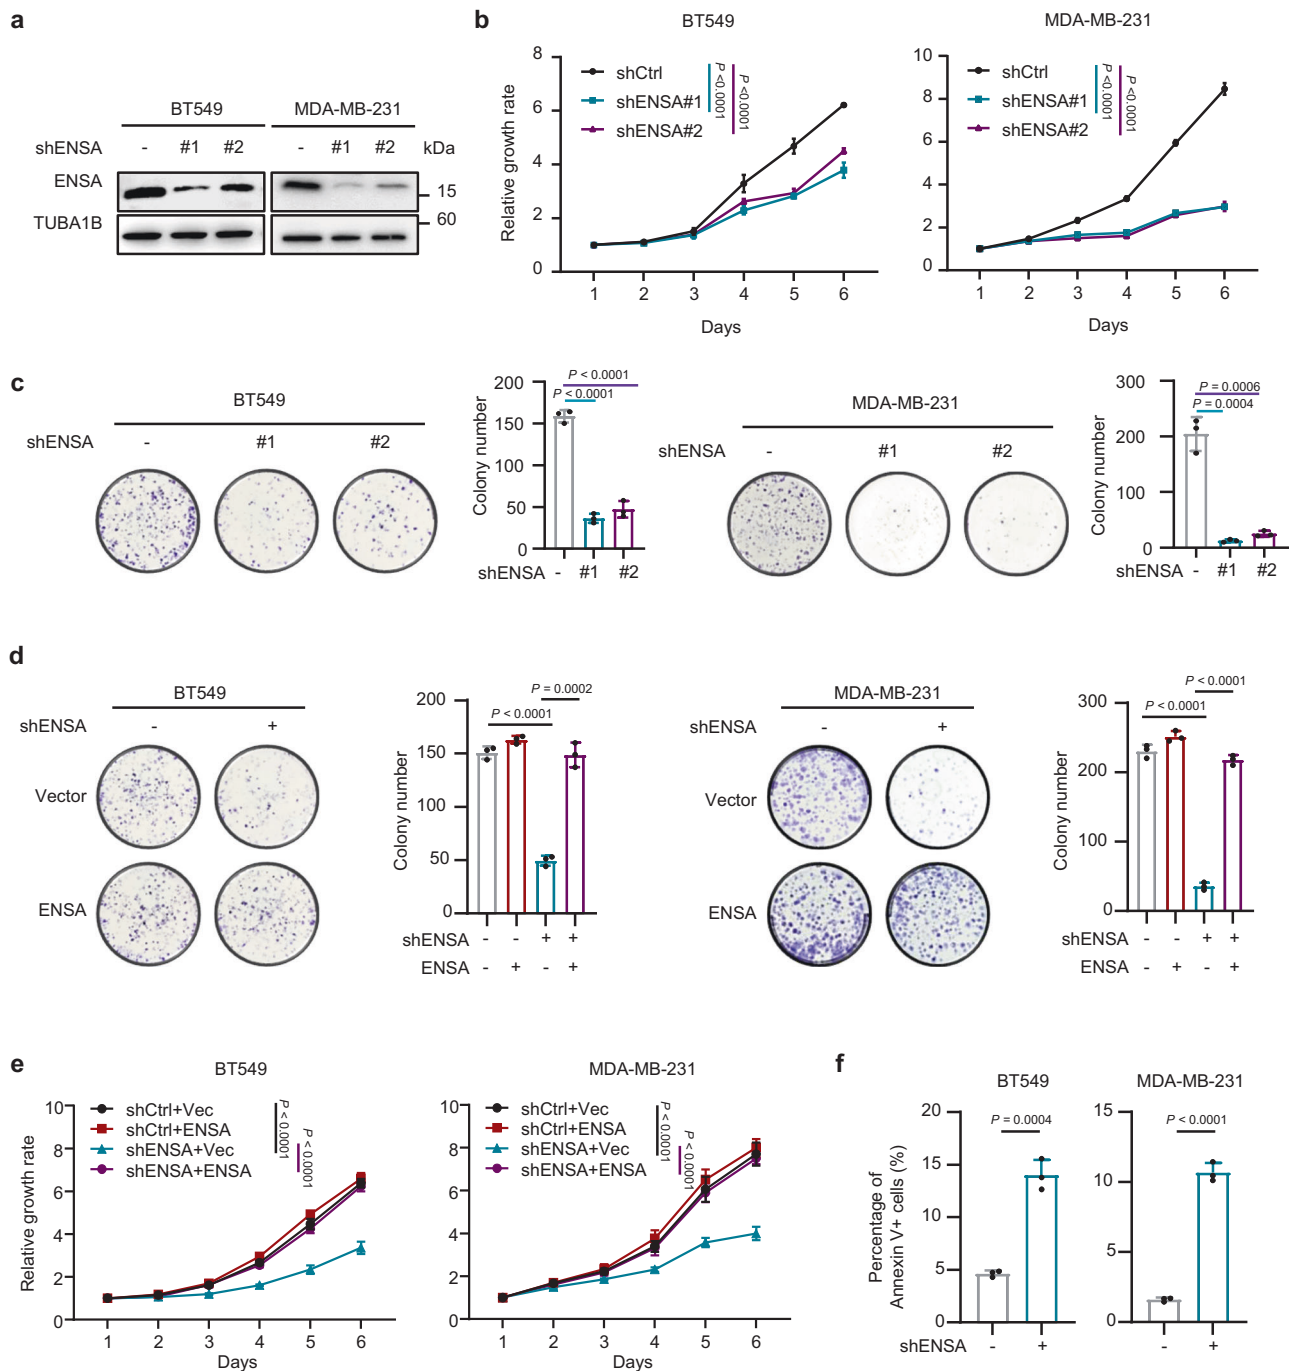 a
BT549 MDA-MB-231
shENSA - #1 #2 - #1 #2 kDa
ENSA 15
TUBA1B 60
b
BT549
Relative growth rate
8
6
4
2
0
shCtrl
shENSA#1
shENSA#2
P <0.0001
P <0.0001
1 2 3 4 5 6
Days
MDA-MB-231
10
8
6
4
2
0
shCtrl
shENSA#1
shENSA#2
P <0.0001
P <0.0001
1 2 3 4 5 6
Days
c
BT549
shENSA - #1 #2
Colony number
200
150
100
50
0
P < 0.0001
P < 0.0001
shENSA - #1 #2
MDA-MB-231
shENSA - #1 #2
Colony number
300
200
100
0
P = 0.0006
P = 0.0004
shENSA - #1 #2
d
BT549
shENSA - +
Vector
ENSA
Colony number
200
150
100
50
0
P = 0.0002
P < 0.0001
shENSA - - + +
ENSA - + - +
MDA-MB-231
shENSA - +
Vector
ENSA
Colony number
300
200
100
0
P < 0.0001
P < 0.0001
shENSA - - + +
ENSA - + - +
e
BT549
Relative growth rate
10
8
6
4
2
0
shCtrl+Vec
shCtrl+ENSA
shENSA+Vec
shENSA+ENSA
P < 0.0001
P < 0.0001
1 2 3 4 5 6
Days
MDA-MB-231
10
8
6
4
2
0
shCtrl+Vec
shCtrl+ENSA
shENSA+Vec
shENSA+ENSA
P < 0.0001
P < 0.0001
1 2 3 4 5 6
Days
f
BT549
Percentage of
Annexin V+ cells (%)
20
15
10
5
0
P = 0.0004
shENSA - +
MDA-MB-231
15
10
5
0
P < 0.0001
- +